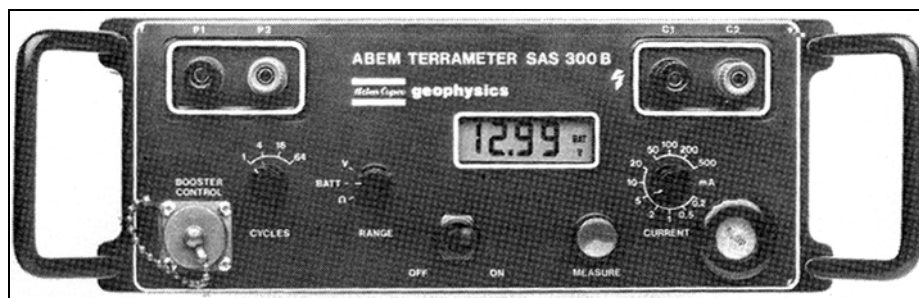 P1 P2
C1 C2
ABEM TERRAMETER SAS 300 B
Atlas Copco geophysics
12.99 BAT V
1 4 16 64
V
BATT
Ω
BOOSTER CONTROL
CYCLES
RANGE
OFF ON
MEASURE
0.2 0.5 1 2 5 10 20 50 100 200 500
mA
CURRENT